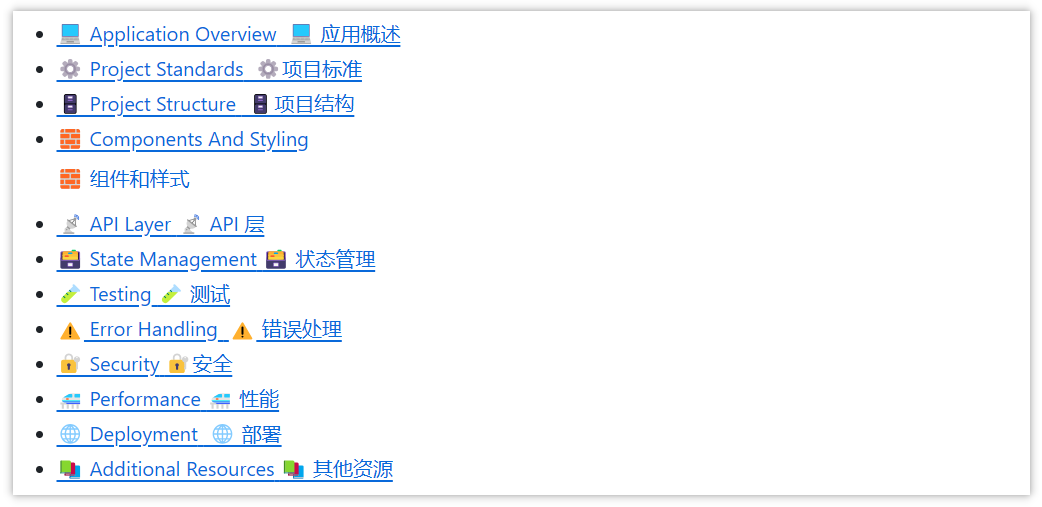 💻 Application Overview 💻 应用概述
⚙️ Project Standards ⚙️项目标准
🗄️ Project Structure 🗄️项目结构
🧱 Components And Styling
🧱 组件和样式
📡 API Layer 📡 API 层
🗃️ State Management 🗃️ 状态管理
🧪 Testing 🧪 测试
⚠️ Error Handling ⚠️ 错误处理
🔐 Security 🔐安全
🚄 Performance 🚄 性能
🌐 Deployment 🌐 部署
📚 Additional Resources 📚 其他资源